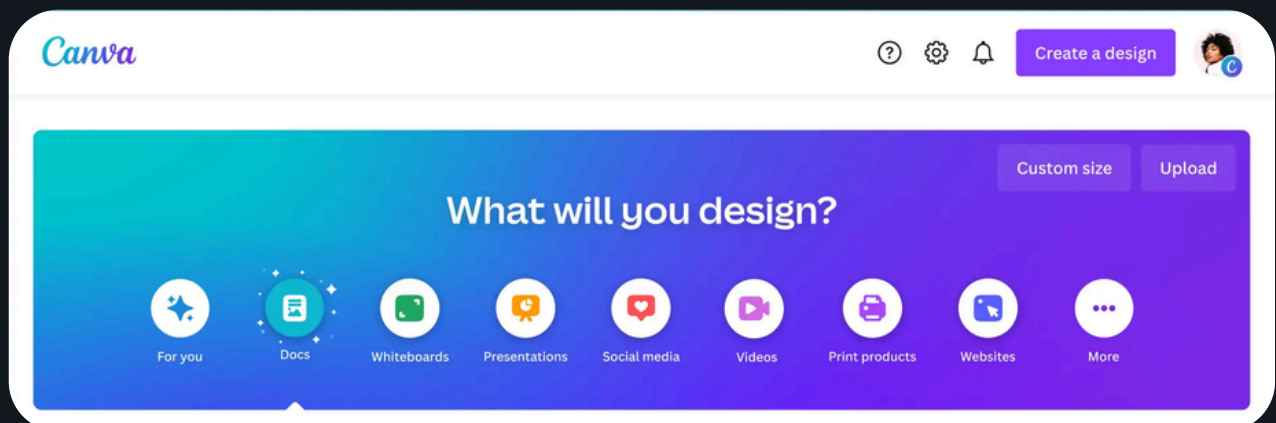 Canva
Create a design
C
Custom size
Upload
What will you design?
For you
Docs
Whiteboards
Presentations
Social media
Videos
Print products
Websites
More